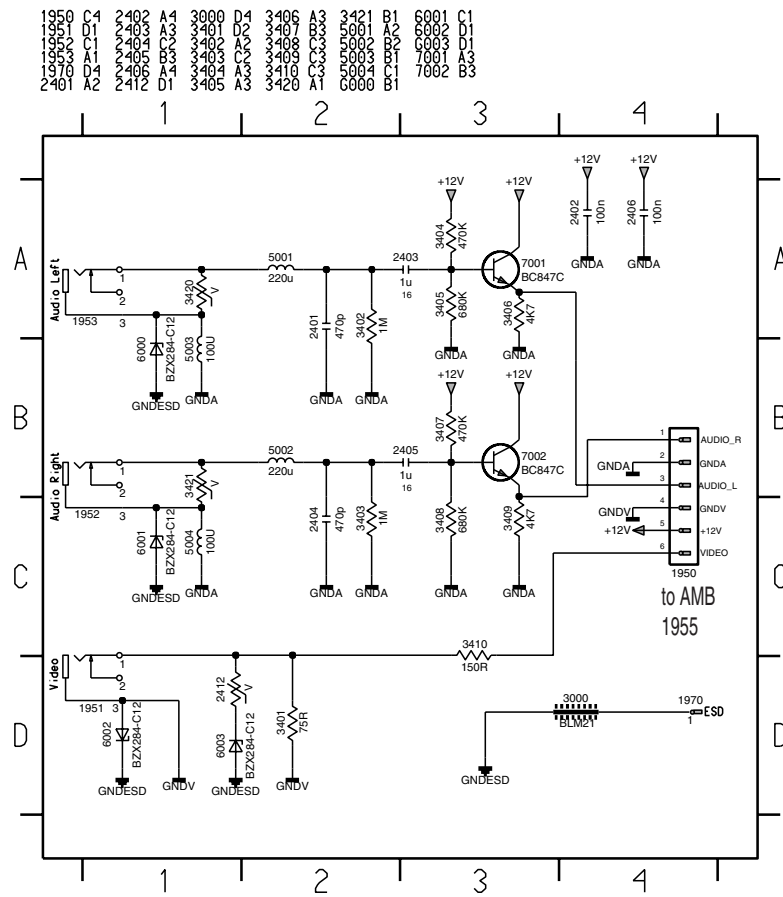 1950 C4 2402 A4 3000 D4 3406 A3 3421 B1 6001 C1
1951 D1 2403 A3 3401 D2 3407 B3 5001 A2 6002 D1
1952 C1 2404 C2 3402 A2 3408 C3 5002 B2 6003 D1
1953 A1 2405 B3 3403 C2 3409 C3 5003 B1 7001 A3
1970 D4 2406 A4 3404 A3 3410 C3 5004 C1 7002 B3
2401 A2 2412 D1 3405 A3 3420 A1 6000 B1
1 2 3 4
+12V +12V
+12V +12V
2402 100n 2406 100n
3404 470K
A A
Audio Left
5001 2403
7001
BC847C
GNDA GNDA
1
220u 1u
16
2
3420 V
3405 680K
3406 4K7
1953 3
2401 470p 3402 1M
6000 BZX284-C12
5003 100U
GNDA GNDA
GNDESD GNDA GNDA GNDA
+12V +12V
B B
3407 470K
1 AUDIO_R
Audio Right
5002 2405
7002
BC847C
GNDA 2 GNDA
1
220u 1u
16
2
3421 V
3 AUDIO_L
1952 3
2404 470p 3403 1M
3408 680K
3409 4K7
GNDV 4 GNDV
6001 BZX284-C12
5004 100U
+12V 5 +12V
6 VIDEO
C C
1950
GNDESD GNDA GNDA GNDA GNDA GNDA
to AMB
1955
Video
3410
150R
1
2
2412 V
1951 3
6002 BZX284-C12
6003 BZX284-C12
3401 75R
3000
BLM21
1970
1
ESD
D D
GNDESD GNDV GNDESD GNDV GNDESD
1 2 3 4